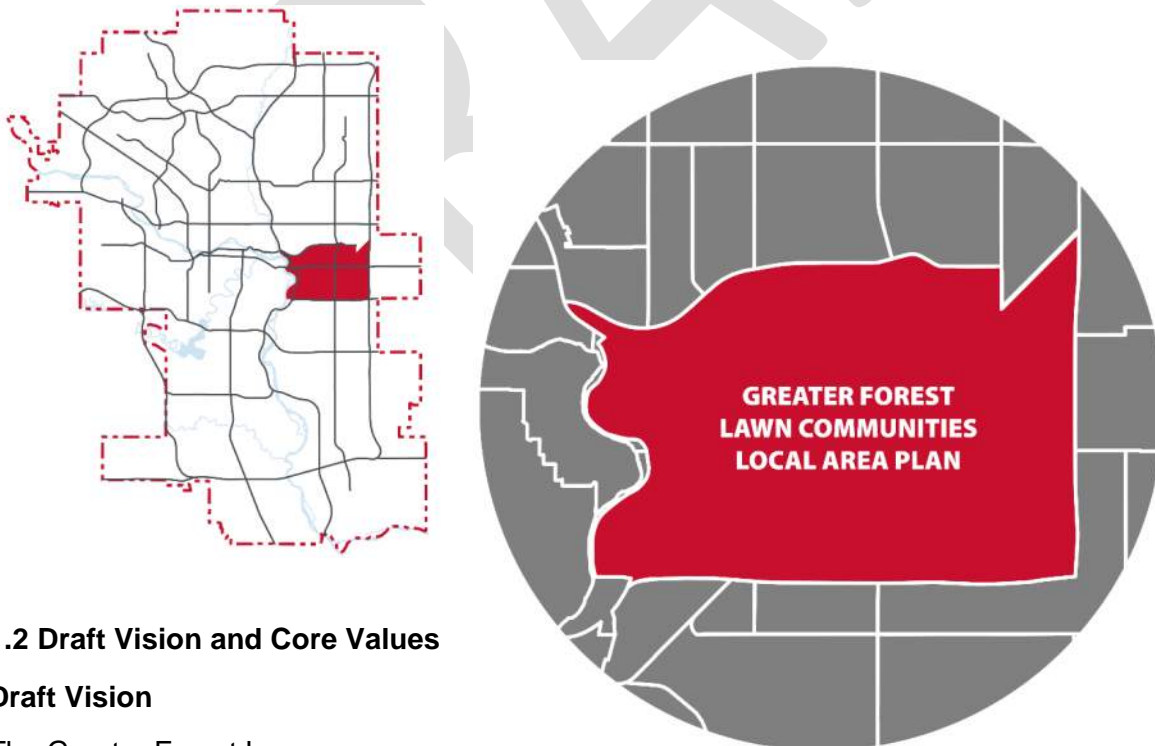 GREATER FOREST
LAWN COMMUNITIES
LOCAL AREA PLAN
.2 Draft Vision and Core Values
Draft Vision